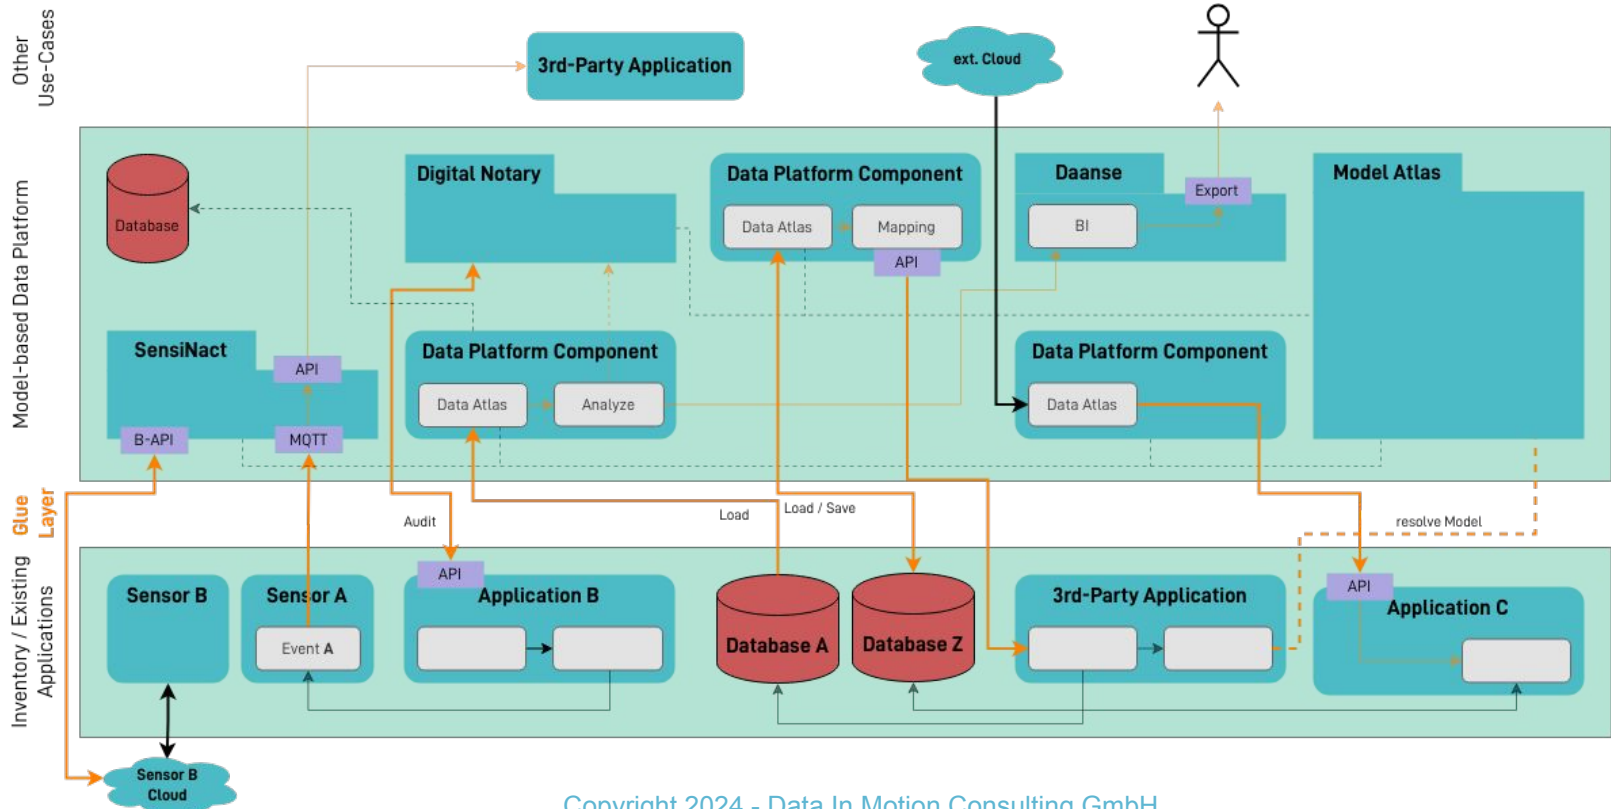 Other
Use-Cases
3rd-Party Application
ext. Cloud
Model-based Data Platform
Database
Digital Notary
Data Platform Component
Data Atlas
Mapping
API
Daanse
BI
Export
Model Atlas
SensiNact
API
B-API
MQTT
Data Platform Component
Data Atlas
Analyze
Data Platform Component
Data Atlas
Glue
Layer
Audit
Load
Load / Save
resolve Model
Inventory / Existing
Applications
Sensor B
Sensor A
Event A
API
Application B
Database A
Database Z
3rd-Party Application
API
Application C
Sensor B
Cloud
Copyright 2024 - Data In Motion Consulting GmbH